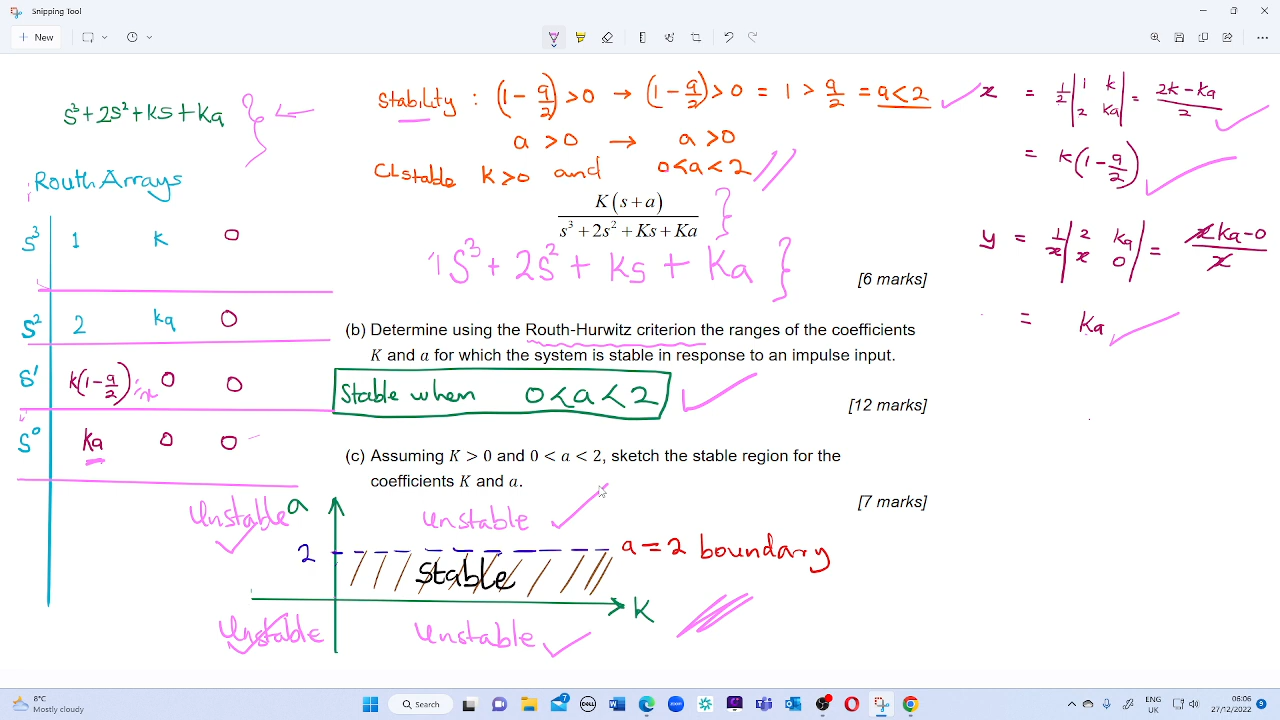 Snipping Tool
New
s³+2s²+ks+ka
Routh Arrays
s³ 1 k 0
s² 2 ka 0
s¹ k(1-a/2) :x 0 0
s⁰ ka 0 0
Stability : (1-a/2)>0 → (1-a/2)>0 = 1 > a/2 = a<2
a >0 → a>0
CL stable k>0 and 0<a<2
K(s+a)
s³+2s²+Ks+Ka
1s³+2s²+ks+ka
[6 marks]
(b) Determine using the Routh-Hurwitz criterion the ranges of the coefficients
K and a for which the system is stable in response to an impulse input.
Stable when 0<a<2
[12 marks]
(c) Assuming K > 0 and 0 < a < 2, sketch the stable region for the
coefficients K and a.
[7 marks]
Unstable a unstable
2 stable a=2 boundary
K
Unstable Unstable
x = 1/2 |1 k 2 ka| = 2k-ka/2
= k(1-a/2)
y = 1/x |2 ka x 0| = xka-0/x
= ka
8°C
Mostly cloudy
Search
7
ENG
UK
06:06
27/12/2022